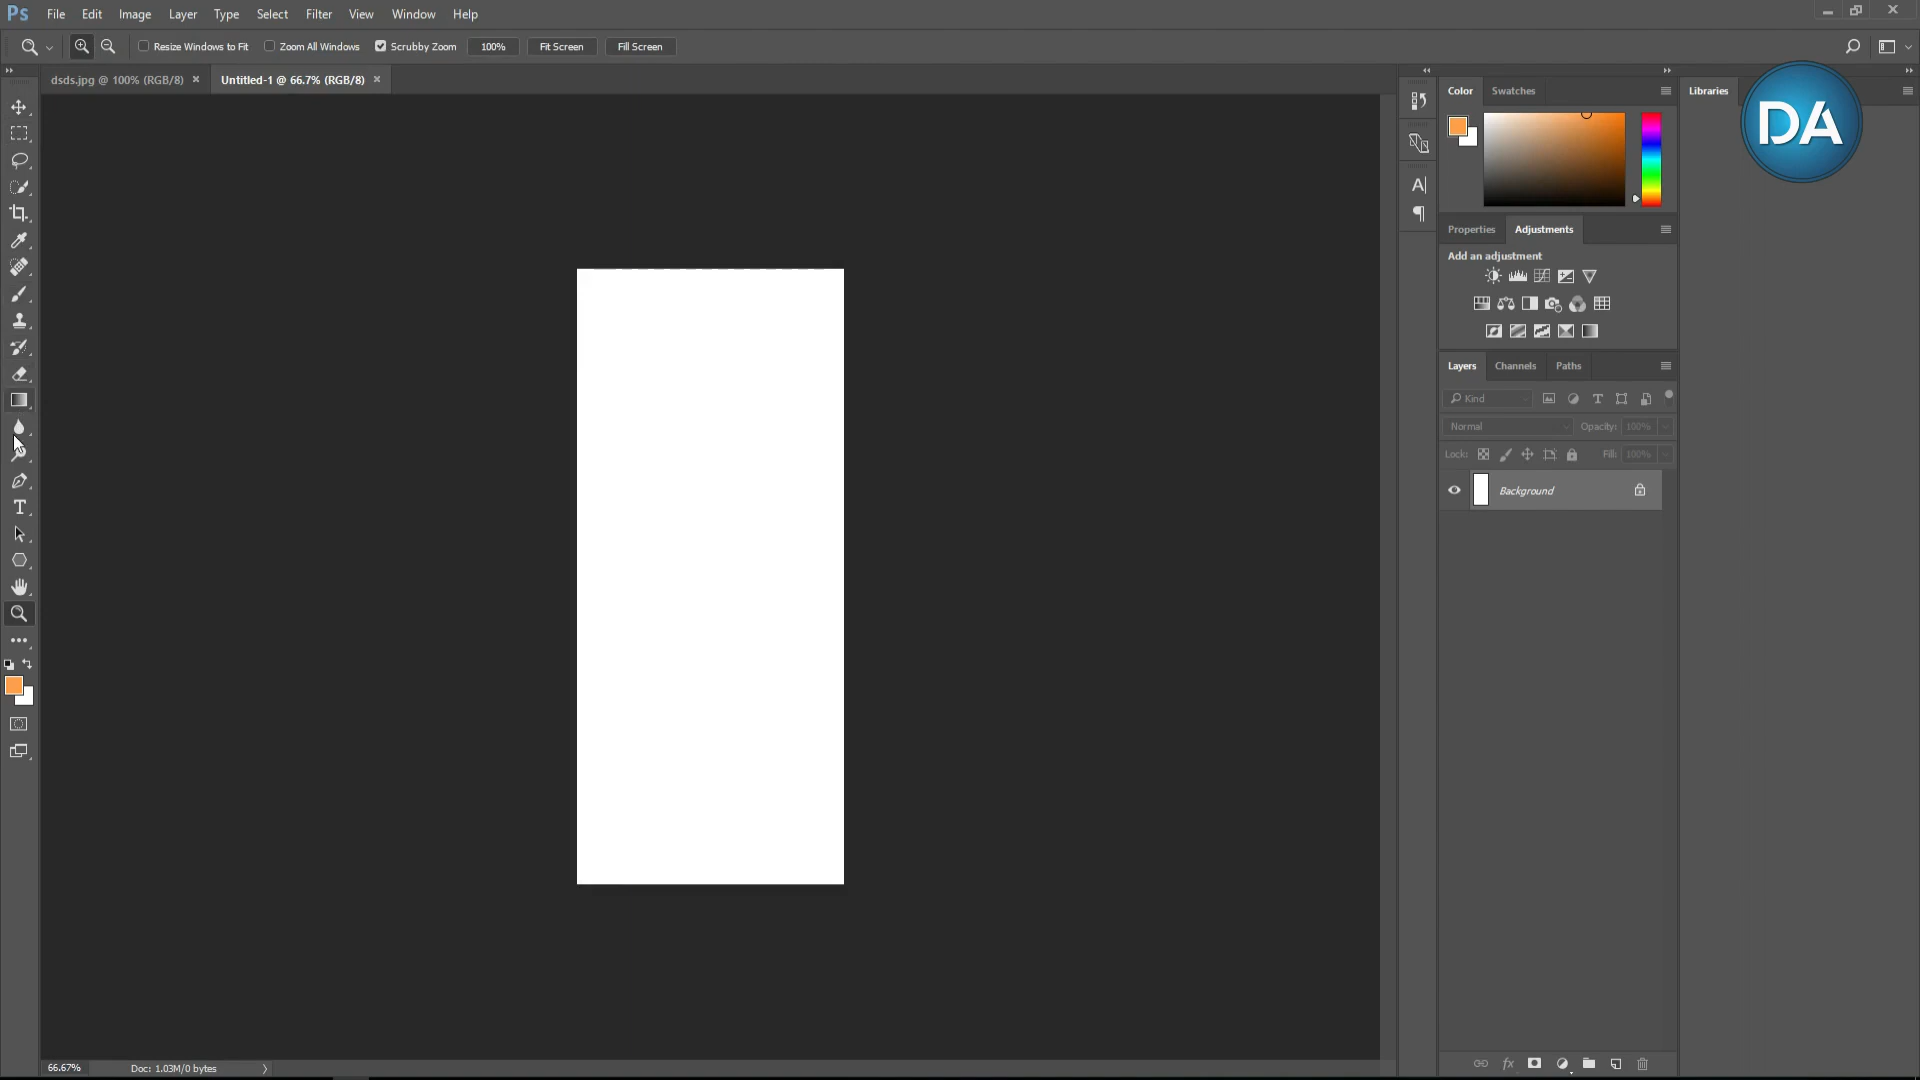 Ps File Edit Image Layer Type Select Filter View Window Help
Resize Windows to Fit Zoom All Windows Scrubby Zoom 100% Fit Screen Fill Screen
dsds.jpg @ 100% (RGB/8) × Untitled-1 @ 66.7% (RGB/8) ×
Color Swatches
Libraries
DA
Properties Adjustments
Add an adjustment
Layers Channels Paths
Kind
Normal Opacity: 100%
Lock: Fill: 100%
Background
fx
66.67% Doc: 1.03M/0 bytes